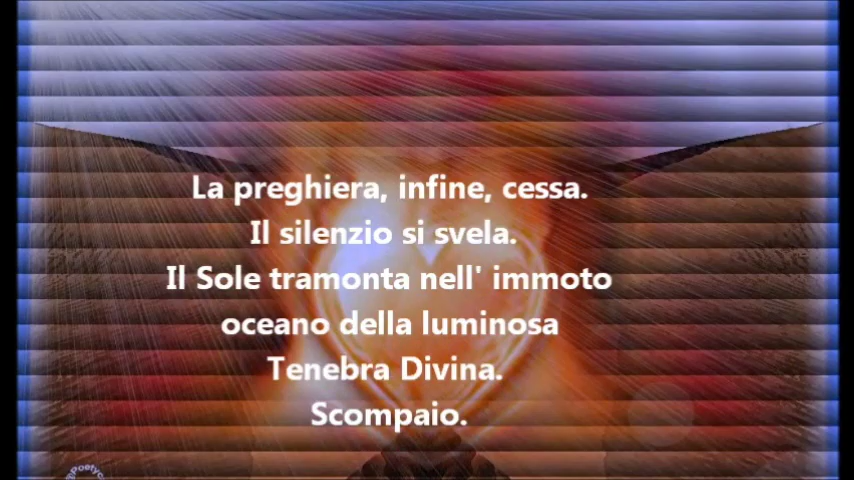 La preghiera, infine, cessa.
Il silenzio si svela.
Il Sole tramonta nell' immoto
oceano della luminosa
Tenebra Divina.
Scompaio.